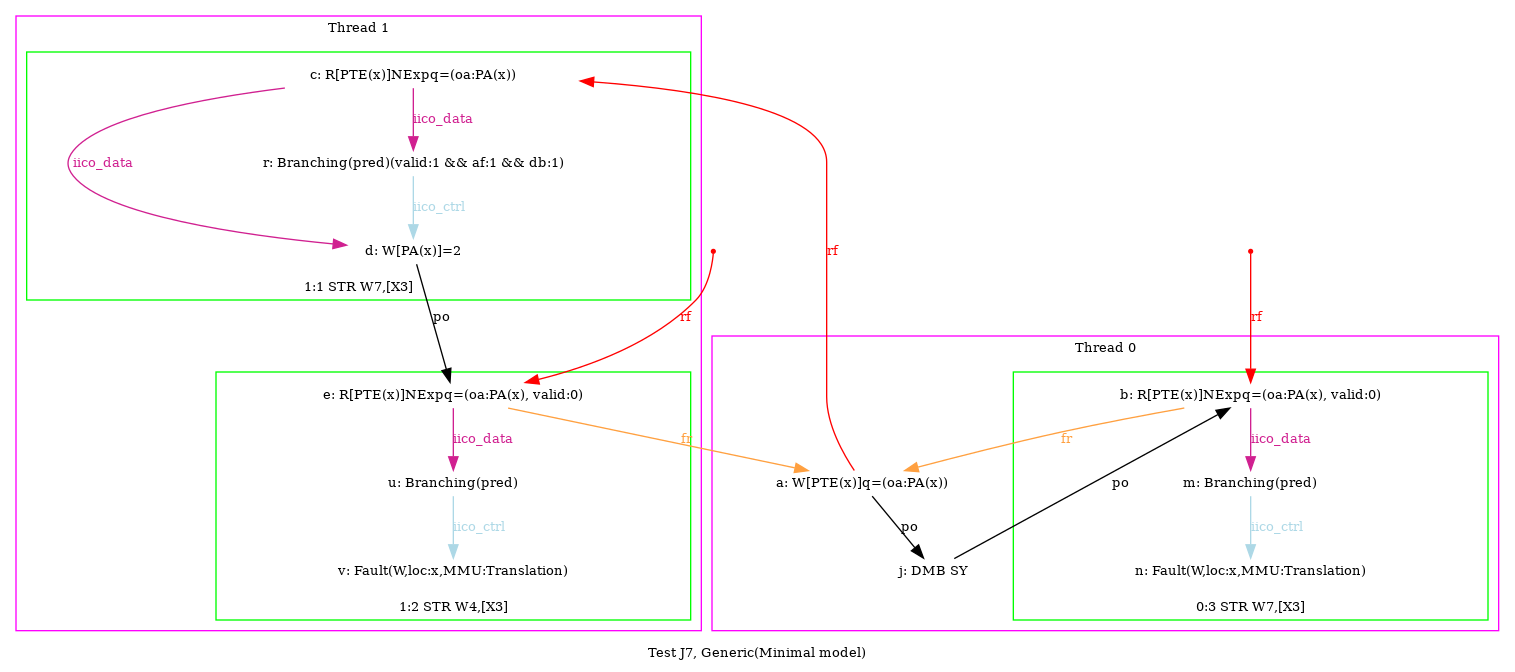 Thread 1
c: R[PTE(x)]NExpq=(oa:PA(x))
iico_data
iico_data
r: Branching(pred)(valid:1 && af:1 && db:1)
iico_ctrl
d: W[PA(x)]=2
rf
1:1 STR W7,[X3]
po
rf
rf
Thread 0
e: R[PTE(x)]NExpq=(oa:PA(x), valid:0)
b: R[PTE(x)]NExpq=(oa:PA(x), valid:0)
iico_data
fr
fr
iico_data
u: Branching(pred)
a: W[PTE(x)]q=(oa:PA(x))
po
m: Branching(pred)
iico_ctrl
po
iico_ctrl
v: Fault(W,loc:x,MMU:Translation)
j: DMB SY
n: Fault(W,loc:x,MMU:Translation)
1:2 STR W4,[X3]
0:3 STR W7,[X3]
Test J7, Generic(Minimal model)